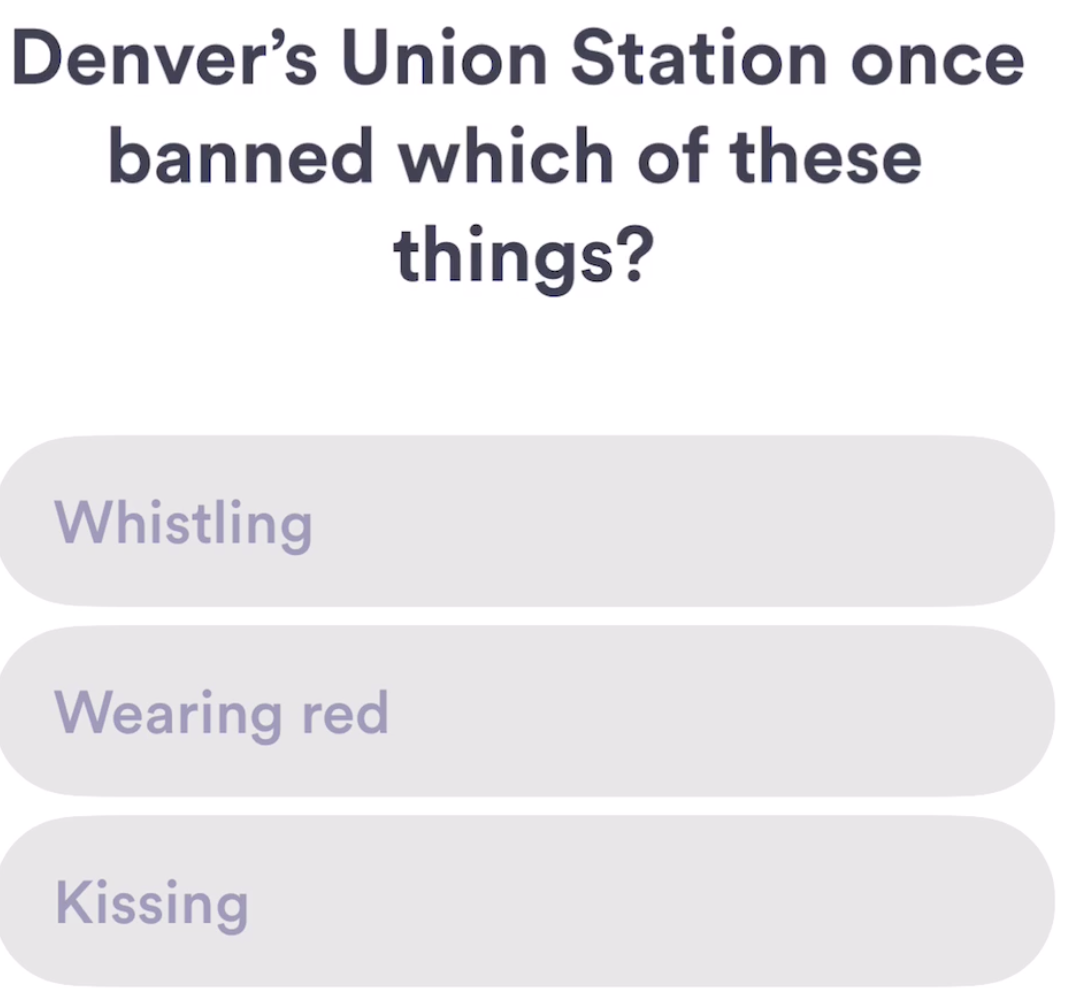 Denver’s Union Station once
banned which of these
things?
Whistling
Wearing red
Kissing